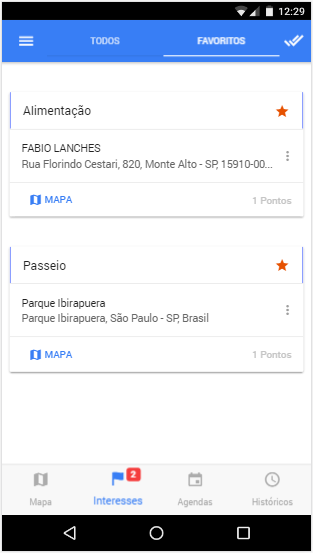 12:29
TODOS FAVORITOS
Alimentação
FABIO LANCHES
Rua Florindo Cestari, 820, Monte Alto - SP, 15910-00...
MAPA 1 Pontos
Passeio
Parque Ibirapuera
Parque Ibirapuera, São Paulo - SP, Brasil
MAPA 1 Pontos
2
Mapa Interesses Agendas Históricos